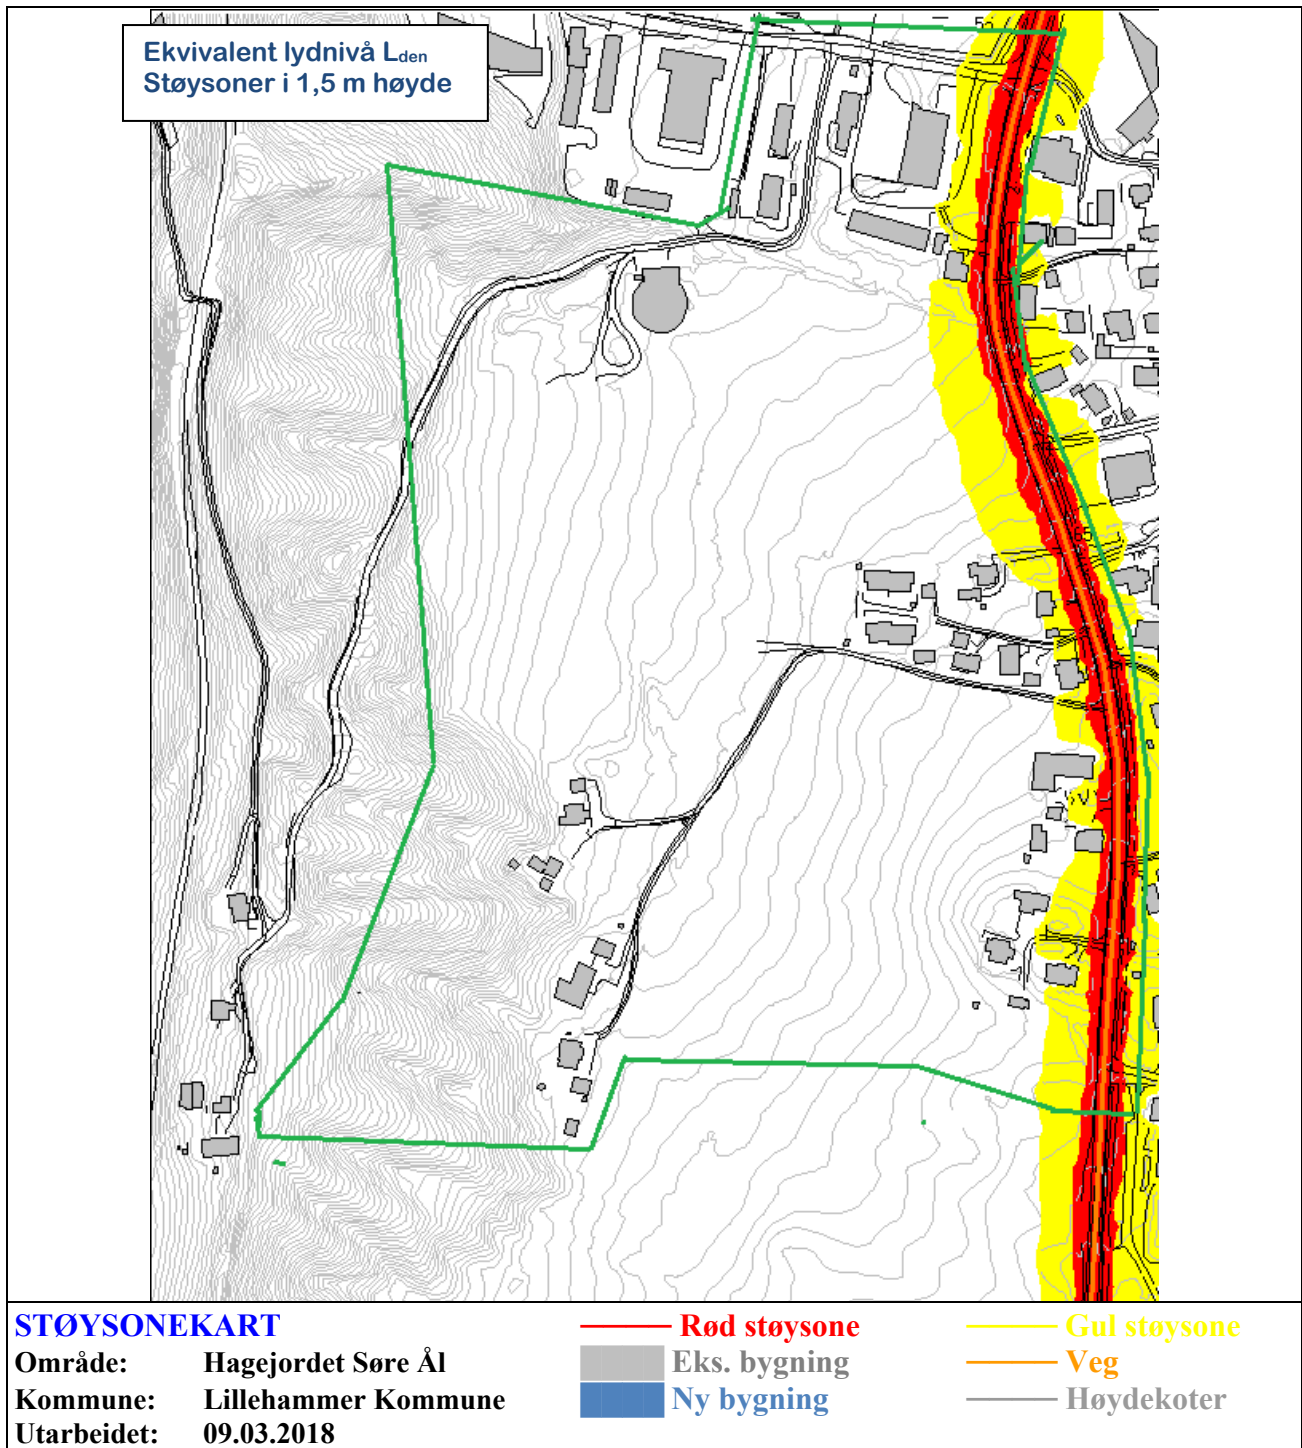 Ekvivalent lydnivå Lden
Støysoner i 1,5 m høyde
65
STØYSONEKART
Område: Hagejordet Søre Ål
Kommune: Lillehammer Kommune
Utarbeidet: 09.03.2018
Rød støysone
Eks. bygning
Ny bygning
Gul støysone
Veg
Høydekoter